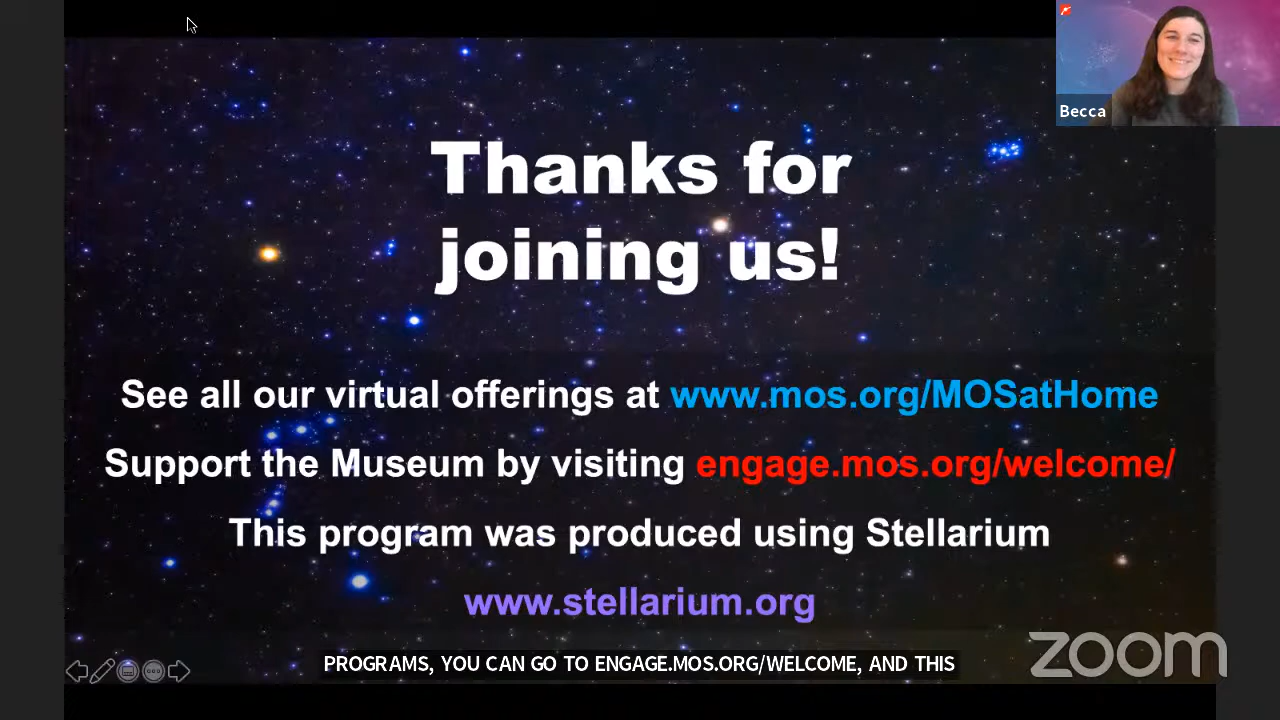 Becca
Thanks for
joining us!
See all our virtual offerings at www.mos.org/MOSatHome
Support the Museum by visiting engage.mos.org/welcome/
This program was produced using Stellarium
www.stellarium.org
PROGRAMS, YOU CAN GO TO ENGAGE.MOS.ORG/WELCOME, AND THIS
zoom